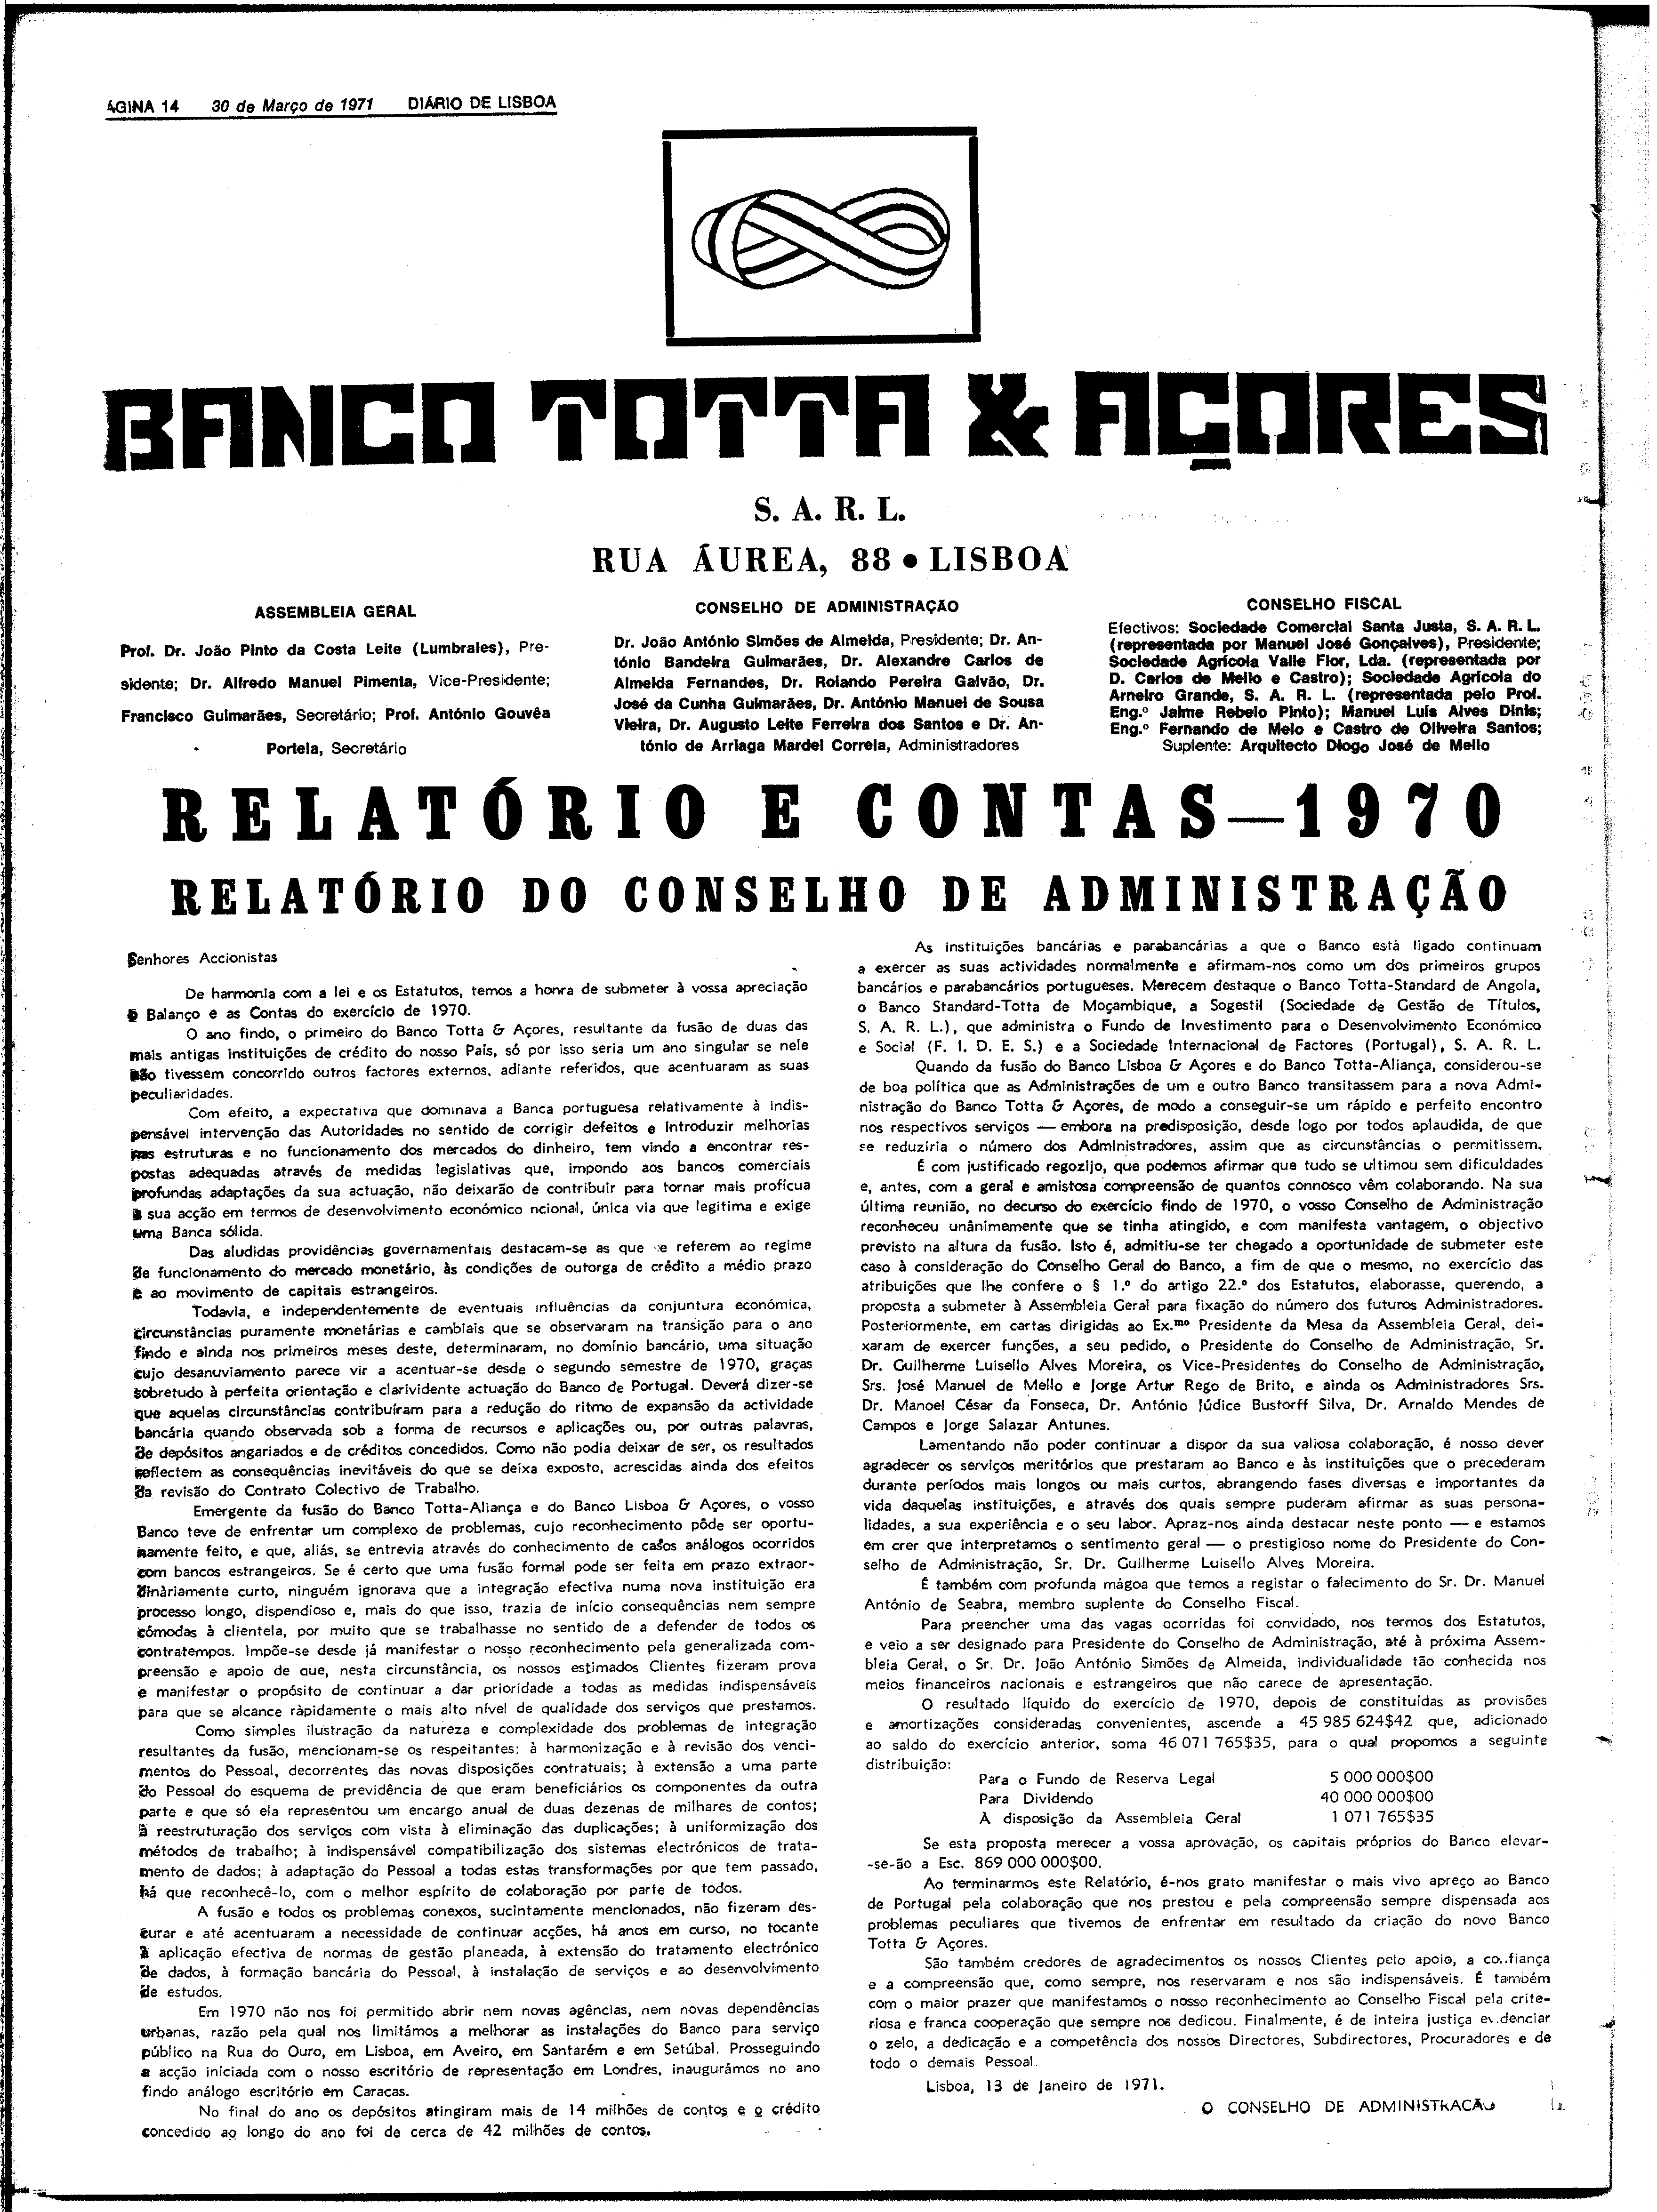 ÁGINA 14 30 de Março de 1971 DIÁRIO DE LISBOA
BANCO TOTTA & AÇORES
S. A. R. L.
RUA ÁUREA, 88 • LISBOA
ASSEMBLEIA GERAL
Prof. Dr. João Pinto da Costa Leite (Lumbrales), Pre-
sidente; Dr. Alfredo Manuel Pimenta, Vice-Presidente;
Francisco Guimarães, Secretário; Prof. António Gouvêa
Portela, Secretário
CONSELHO DE ADMINISTRAÇÃO
Dr. João António Simões de Almeida, Presidente; Dr. An-
tónio Bandeira Guimarães, Dr. Alexandre Carlos de
Almeida Fernandes, Dr. Rolando Pereira Galvão, Dr.
José da Cunha Guimarães, Dr. António Manuel de Sousa
Vieira, Dr. Augusto Leite Ferreira dos Santos e Dr. An-
tónio de Arriaga Mardel Correia, Administradores
CONSELHO FISCAL
Efectivos: Sociedade Comercial Santa Justa, S. A. R. L.
(representada por Manuel José Gonçalves), Presidente;
Sociedade Agrícola Valle Flor, Lda. (representada por
D. Carlos de Mello e Castro); Sociedade Agrícola do
Arneiro Grande, S. A. R. L. (representada pelo Prof.
Eng.º Jaime Rebelo Pinto); Manuel Luís Alves Dinis;
Eng.º Fernando de Melo e Castro de Oliveira Santos;
Suplente: Arquitecto Diogo José de Mello
RELATÓRIO E CONTAS—1970
RELATÓRIO DO CONSELHO DE ADMINISTRAÇÃO
Senhores Accionistas
De harmonia com a lei e os Estatutos, temos a honra de submeter à vossa apreciação
o Balanço e as Contas do exercício de 1970.
O ano findo, o primeiro do Banco Totta & Açores, resultante da fusão de duas das
mais antigas instituições de crédito do nosso País, só por isso seria um ano singular se nele
não tivessem concorrido outros factores externos, adiante referidos, que acentuaram as suas
peculiaridades.
Com efeito, a expectativa que dominava a Banca portuguesa relativamente à indis-
pensável intervenção das Autoridades no sentido de corrigir defeitos e introduzir melhorias
nas estruturas e no funcionamento dos mercados do dinheiro, tem vindo a encontrar res-
postas adequadas através de medidas legislativas que, impondo aos bancos comerciais
profundas adaptações da sua actuação, não deixarão de contribuir para tornar mais profícua
a sua acção em termos de desenvolvimento económico ncional, única via que legitima e exige
uma Banca sólida.
Das aludidas providências governamentais destacam-se as que se referem ao regime
de funcionamento do mercado monetário, às condições de outorga de crédito a médio prazo
e ao movimento de capitais estrangeiros.
Todavia, e independentemente de eventuais influências da conjuntura económica,
circunstâncias puramente monetárias e cambiais que se observaram na transição para o ano
findo e ainda nos primeiros meses deste, determinaram, no domínio bancário, uma situação
cujo desanuviamento parece vir a acentuar-se desde o segundo semestre de 1970, graças
sobretudo à perfeita orientação e clarividente actuação do Banco de Portugal. Deverá dizer-se
que aquelas circunstâncias contribuíram para a redução do ritmo de expansão da actividade
bancária quando observada sob a forma de recursos e aplicações ou, por outras palavras,
de depósitos angariados e de créditos concedidos. Como não podia deixar de ser, os resultados
reflectem as consequências inevitáveis do que se deixa exposto, acrescidas ainda dos efeitos
da revisão do Contrato Colectivo de Trabalho.
Emergente da fusão do Banco Totta-Aliança e do Banco Lisboa & Açores, o vosso
Banco teve de enfrentar um complexo de problemas, cujo reconhecimento pôde ser oportu-
namente feito, e que, aliás, se entrevia através do conhecimento de casos análogos ocorridos
com bancos estrangeiros. Se é certo que uma fusão formal pode ser feita em prazo extraor-
dinàriamente curto, ninguém ignorava que a integração efectiva numa nova instituição era
processo longo, dispendioso e, mais do que isso, trazia de início consequências nem sempre
cómodas à clientela, por muito que se trabalhasse no sentido de a defender de todos os
contratempos. Impõe-se desde já manifestar o nosso reconhecimento pela generalizada com-
preensão e apoio de que, nesta circunstância, os nossos estimados Clientes fizeram prova
e manifestar o propósito de continuar a dar prioridade a todas as medidas indispensáveis
para que se alcance ràpidamente o mais alto nível de qualidade dos serviços que prestamos.
Como simples ilustração da natureza e complexidade dos problemas de integração
resultantes da fusão, mencionam-se os respeitantes: à harmonização e à revisão dos venci-
mentos do Pessoal, decorrentes das novas disposições contratuais; à extensão a uma parte
do Pessoal do esquema de previdência de que eram beneficiários os componentes da outra
parte e que só ela representou um encargo anual de duas dezenas de milhares de contos;
à reestruturação dos serviços com vista à eliminação das duplicações; à uniformização dos
métodos de trabalho; à indispensável compatibilização dos sistemas electrónicos de trata-
mento de dados; à adaptação do Pessoal a todas estas transformações por que tem passado,
há que reconhecê-lo, com o melhor espírito de colaboração por parte de todos.
A fusão e todos os problemas conexos, sucintamente mencionados, não fizeram des-
curar e até acentuaram a necessidade de continuar acções, há anos em curso, no tocante
à aplicação efectiva de normas de gestão planeada, à extensão do tratamento electrónico
de dados, à formação bancária do Pessoal, à instalação de serviços e ao desenvolvimento
de estudos.
Em 1970 não nos foi permitido abrir nem novas agências, nem novas dependências
urbanas, razão pela qual nos limitámos a melhorar as instalações do Banco para serviço
público na Rua do Ouro, em Lisboa, em Aveiro, em Santarém e em Setúbal. Prosseguindo
a acção iniciada com o nosso escritório de representação em Londres, inaugurámos no ano
findo análogo escritório em Caracas.
No final do ano os depósitos atingiram mais de 14 milhões de contos e o crédito
concedido ao longo do ano foi de cerca de 42 milhões de contos.
As instituições bancárias e parabancárias a que o Banco está ligado continuam
a exercer as suas actividades normalmente e afirmam-nos como um dos primeiros grupos
bancários e parabancários portugueses. Merecem destaque o Banco Totta-Standard de Angola,
o Banco Standard-Totta de Moçambique, a Sogestil (Sociedade de Gestão de Títulos,
S. A. R. L.), que administra o Fundo de Investimento para o Desenvolvimento Económico
e Social (F. I. D. E. S.) e a Sociedade Internacional de Factores (Portugal), S. A. R. L.
Quando da fusão do Banco Lisboa & Açores e do Banco Totta-Aliança, considerou-se
de boa política que as Administrações de um e outro Banco transitassem para a nova Admi-
nistração do Banco Totta & Açores, de modo a conseguir-se um rápido e perfeito encontro
nos respectivos serviços — embora na predisposição, desde logo por todos aplaudida, de que
se reduziria o número dos Administradores, assim que as circunstâncias o permitissem.
É com justificado regozijo, que podemos afirmar que tudo se ultimou sem dificuldades
e, antes, com a geral e amistosa compreensão de quantos connosco vêm colaborando. Na sua
última reunião, no decurso do exercício findo de 1970, o vosso Conselho de Administração
reconheceu unânimemente que se tinha atingido, e com manifesta vantagem, o objectivo
previsto na altura da fusão. Isto é, admitiu-se ter chegado a oportunidade de submeter este
caso à consideração do Conselho Geral do Banco, a fim de que o mesmo, no exercício das
atribuições que lhe confere o § 1.º do artigo 22.º dos Estatutos, elaborasse, querendo, a
proposta a submeter à Assembleia Geral para fixação do número dos futuros Administradores.
Posteriormente, em cartas dirigidas ao Ex.mo Presidente da Mesa da Assembleia Geral, dei-
xaram de exercer funções, a seu pedido, o Presidente do Conselho de Administração, Sr.
Dr. Guilherme Luisello Alves Moreira, os Vice-Presidentes do Conselho de Administração,
Srs. José Manuel de Mello e Jorge Artur Rego de Brito, e ainda os Administradores Srs.
Dr. Manoel César da Fonseca, Dr. António Júdice Bustorff Silva, Dr. Arnaldo Mendes de
Campos e Jorge Salazar Antunes.
Lamentando não poder continuar a dispor da sua valiosa colaboração, é nosso dever
agradecer os serviços meritórios que prestaram ao Banco e às instituições que o precederam
durante períodos mais longos ou mais curtos, abrangendo fases diversas e importantes da
vida daquelas instituições, e através dos quais sempre puderam afirmar as suas persona-
lidades, a sua experiência e o seu labor. Apraz-nos ainda destacar neste ponto — e estamos
em crer que interpretamos o sentimento geral — o prestigioso nome do Presidente do Con-
selho de Administração, Sr. Dr. Guilherme Luisello Alves Moreira.
É também com profunda mágoa que temos a registar o falecimento do Sr. Dr. Manuel
António de Seabra, membro suplente do Conselho Fiscal.
Para preencher uma das vagas ocorridas foi convidado, nos termos dos Estatutos,
e veio a ser designado para Presidente do Conselho de Administração, até à próxima Assem-
bleia Geral, o Sr. Dr. João António Simões de Almeida, individualidade tão conhecida nos
meios financeiros nacionais e estrangeiros que não carece de apresentação.
O resultado líquido do exercício de 1970, depois de constituídas as provisões
e amortizações consideradas convenientes, ascende a 45 985 624$42 que, adicionado
ao saldo do exercício anterior, soma 46 071 765$35, para o qual propomos a seguinte
distribuição:
Para o Fundo de Reserva Legal 5 000 000$00
Para Dividendo 40 000 000$00
À disposição da Assembleia Geral 1 071 765$35
Se esta proposta merecer a vossa aprovação, os capitais próprios do Banco elevar-
-se-ão a Esc. 869 000 000$00.
Ao terminarmos este Relatório, é-nos grato manifestar o mais vivo apreço ao Banco
de Portugal pela colaboração que nos prestou e pela compreensão sempre dispensada aos
problemas peculiares que tivemos de enfrentar em resultado da criação do novo Banco
Totta & Açores.
São também credores de agradecimentos os nossos Clientes pelo apoio, a confiança
e a compreensão que, como sempre, nos reservaram e nos são indispensáveis. É também
com o maior prazer que manifestamos o nosso reconhecimento ao Conselho Fiscal pela crite-
riosa e franca cooperação que sempre nos dedicou. Finalmente, é de inteira justiça evidenciar
o zelo, a dedicação e a competência dos nossos Directores, Subdirectores, Procuradores e de
todo o demais Pessoal.
Lisboa, 13 de Janeiro de 1971.
O CONSELHO DE ADMINISTRAÇÃO